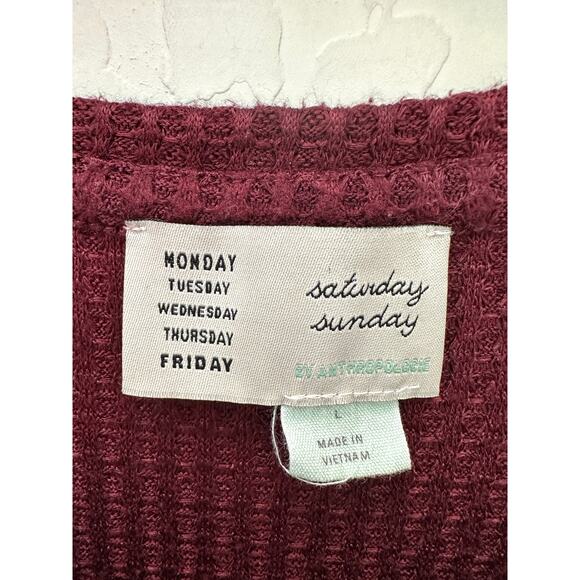 MONDAY
TUESDAY
WEDNESDAY
THURSDAY
FRIDAY
saturday
sunday
BY ANTHROPOLOGIE
L
MADE IN
VIETNAM